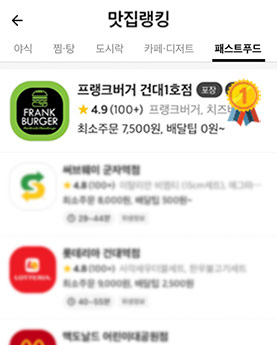 맛집랭킹
야식 찜·탕 도시락 카페·디저트 패스트푸드
FRANK BURGER
프랭크버거 건대1호점 포장
1
★ 4.9 (100+) 프랭크버거, 치즈버
최소주문 7,500원, 배달팁 0원~
써브웨이 군자역점
★ 4.8 (100+)
최소주문 9,000원, 배달팁 500원~
29~44분
LOTTERIA
롯데리아 건대역점
★ 4.8 (100+)
최소주문 8,000원, 배달팁 2,500원
40~55분
맥도날드 어린이대공원점